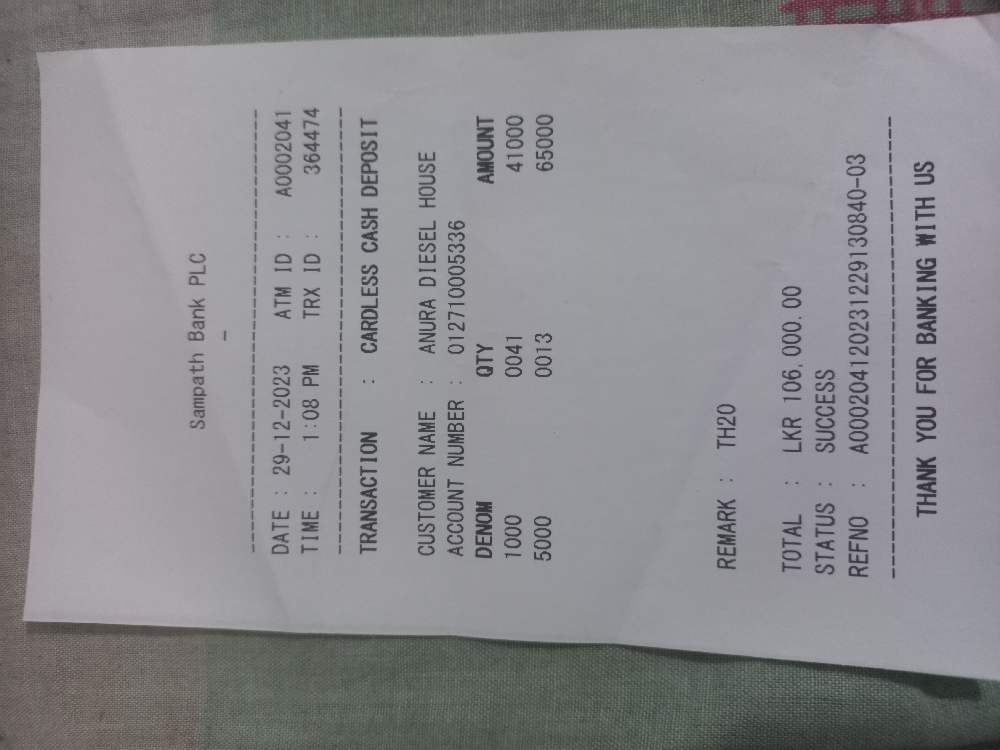 Sampath Bank PLC
-
--------------------------------------------------
DATE : 29-12-2023 ATM ID : A0002041
TIME : 1:08 PM TRX ID : 364474
--------------------------------------------------
TRANSACTION : CARDLESS CASH DEPOSIT
CUSTOMER NAME : ANURA DIESEL HOUSE
ACCOUNT NUMBER : 012710005336
DENOM QTY AMOUNT
1000 0041 41000
5000 0013 65000
REMARK : TH20
TOTAL : LKR 106,000.00
STATUS : SUCCESS
REFNO : A000204120231229130840-03
--------------------------------------------------
THANK YOU FOR BANKING WITH US